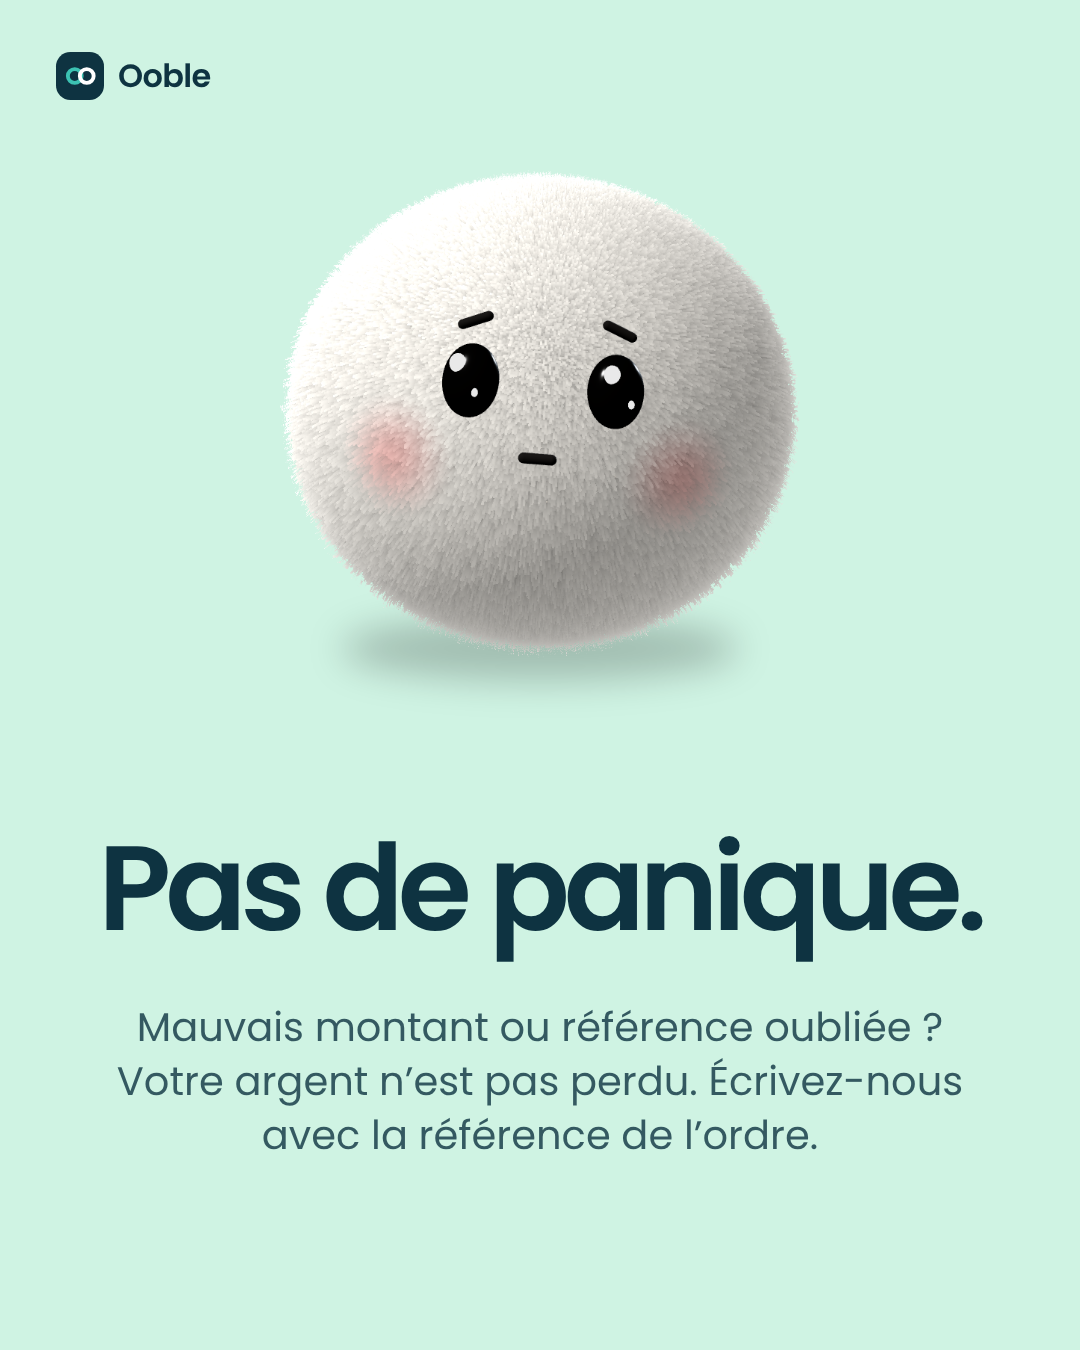 Ooble
Pas de panique.
Mauvais montant ou référence oubliée ?
Votre argent n’est pas perdu. Écrivez-nous
avec la référence de l’ordre.